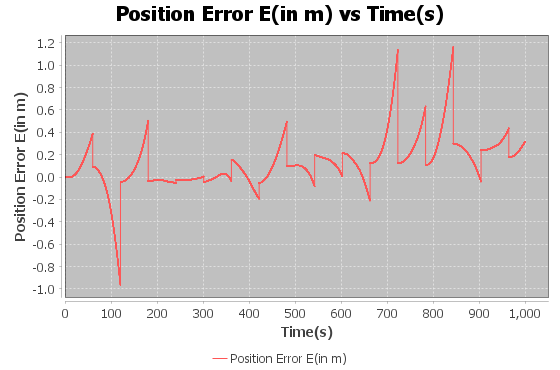 Position Error E(in m) vs Time(s)
Position Error E(in m)
1.2
1.0
0.8
0.6
0.4
0.2
0.0
-0.2
-0.4
-0.6
-0.8
-1.0
0 100 200 300 400 500 600 700 800 900 1,000
Time(s)
Position Error E(in m)